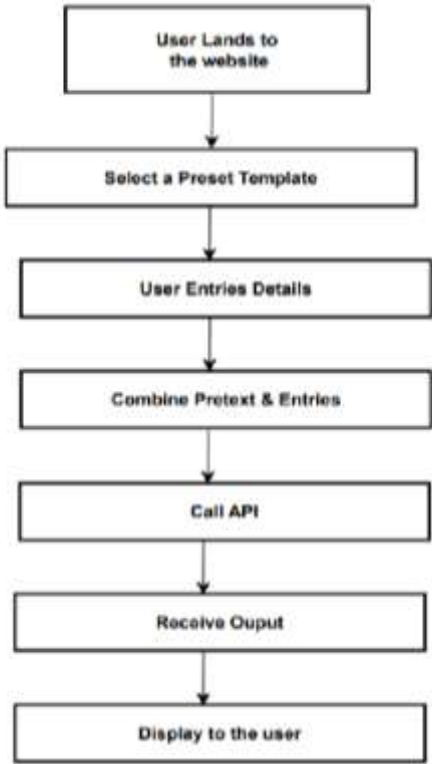 User Lands to
the website
Select a Preset Template
User Entries Details
Combine Pretext & Entries
Call API
Receive Ouput
Display to the user